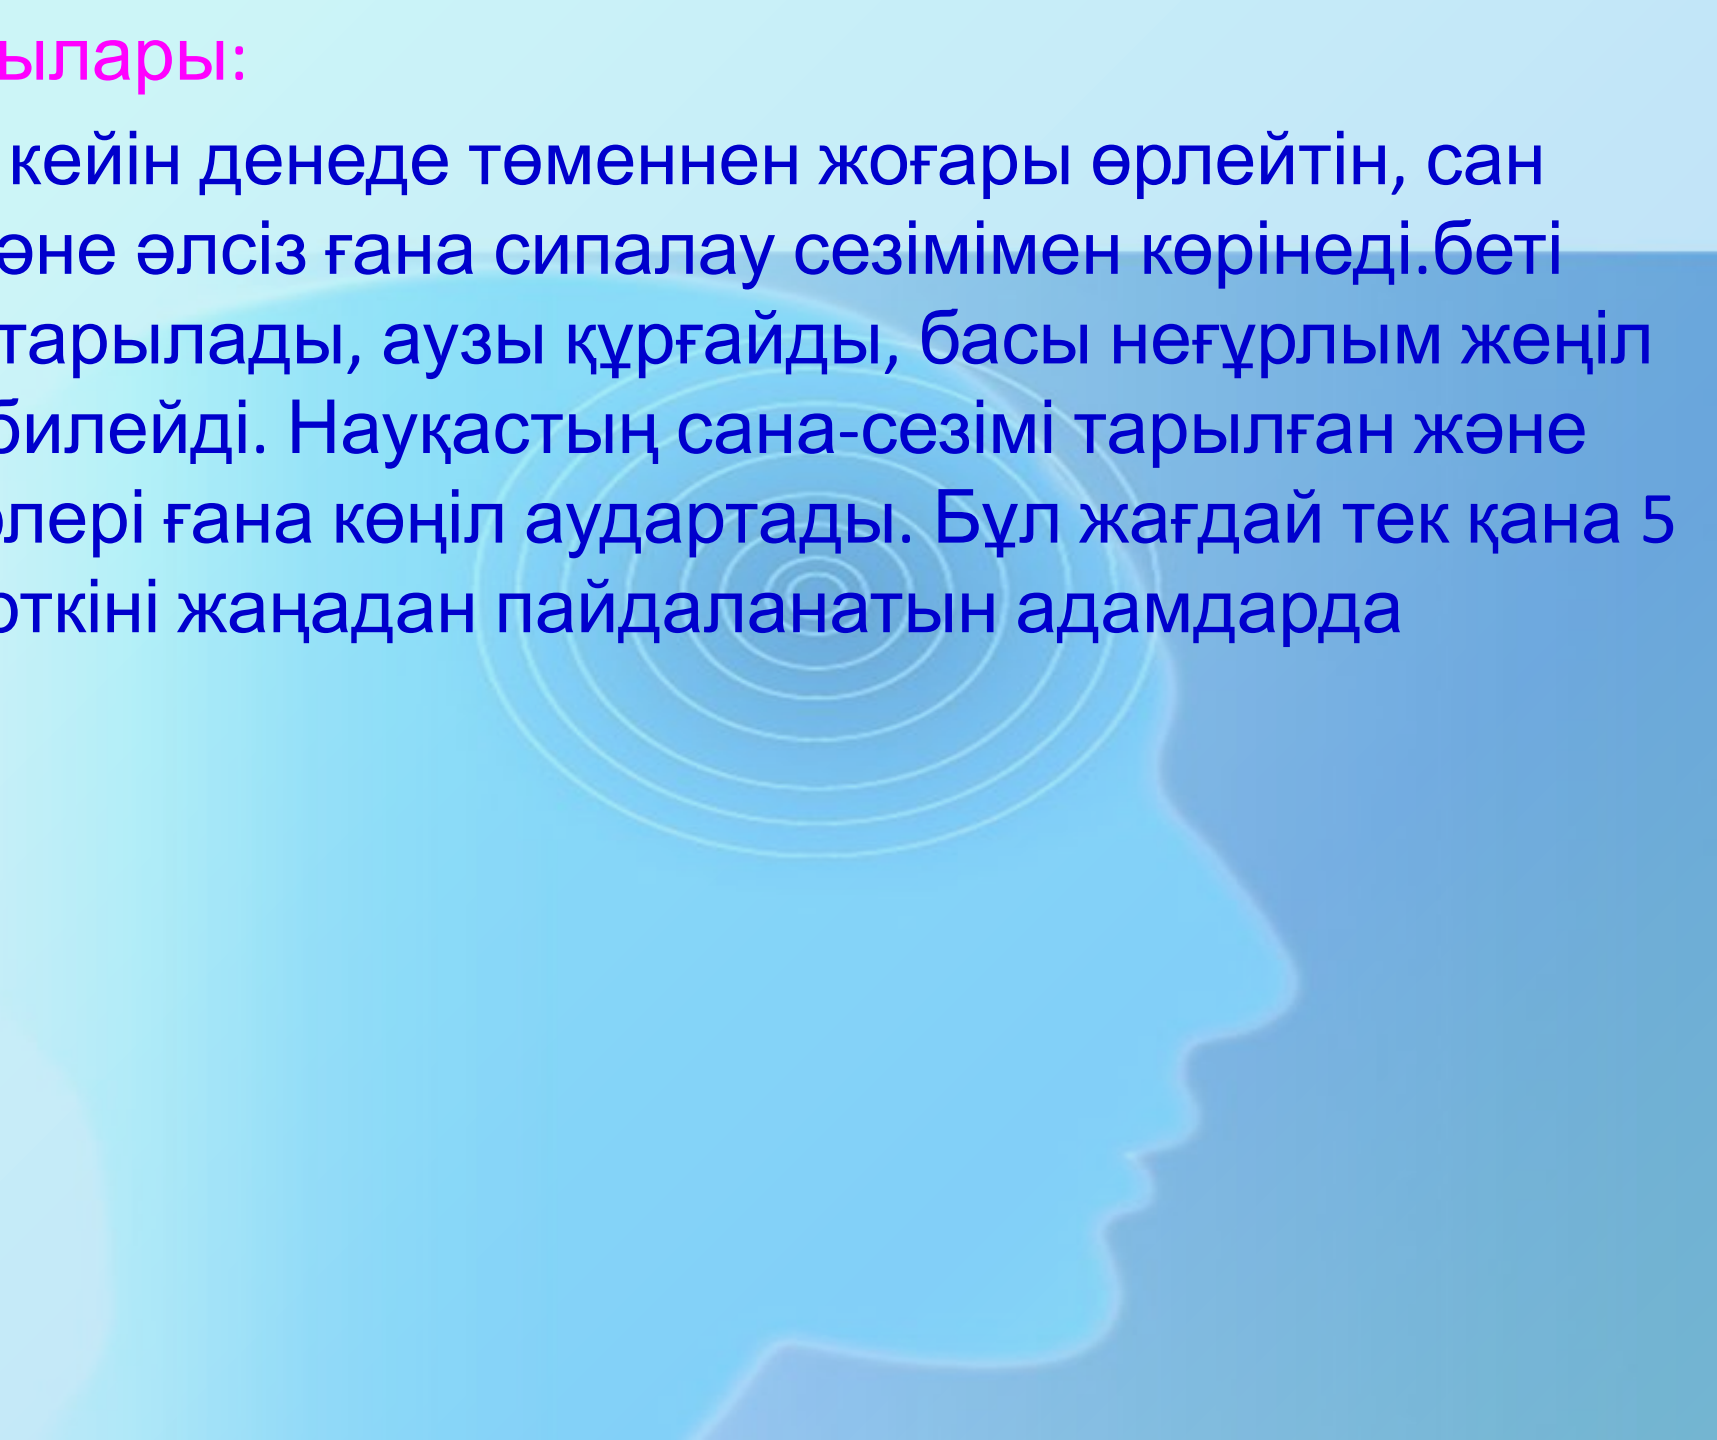 ылары:
кейін денеде төменнен жоғары өрлейтін, сан
әне әлсіз ғана сипалау сезімімен көрінеді.беті
тарылады, аузы құрғайды, басы неғұрлым жеңіл
билейді. Науқастың сана-сезімі тарылған және
лері ғана көңіл аудартады. Бұл жағдай тек қана 5
рткіні жаңадан пайдаланатын адамдарда